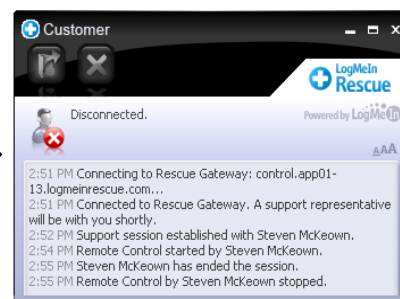 Customer
LogMeIn
Rescue
Disconnected.
Powered by LogMeIn
AAA
2:51 PM Connecting to Rescue Gateway: control.app01-
13.logmeinrescue.com...
2:51 PM Connected to Rescue Gateway. A support representative
will be with you shortly.
2:52 PM Support session established with Steven McKeown.
2:54 PM Remote Control started by Steven McKeown.
2:55 PM Steven McKeown has ended the session.
2:55 PM Remote Control by Steven McKeown stopped.